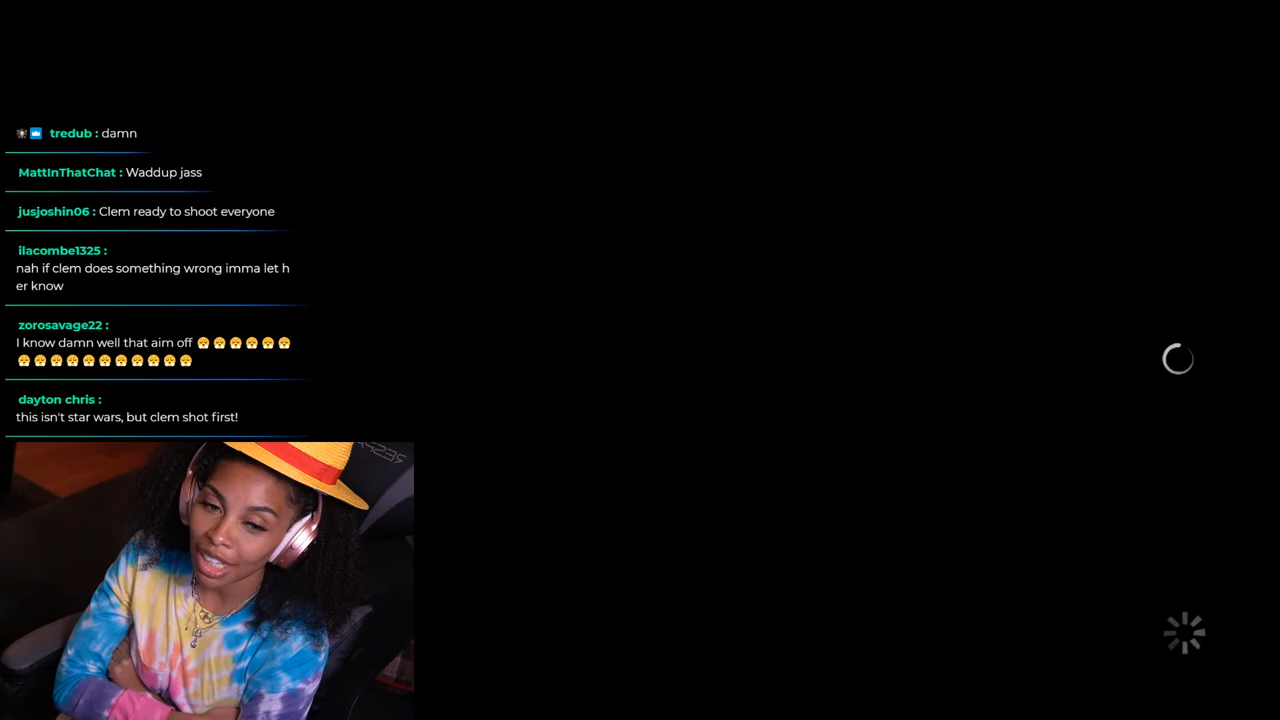 tredub : damn
MattInThatChat : Waddup jass
jusjoshin06 : Clem ready to shoot everyone
ilacombe1325 :
nah if clem does something wrong imma let h
er know
zorosavage22 :
I know damn well that aim off 😤 😤 😤 😤 😤 😤
😤 😤 😤 😤 😤 😤 😤 😤 😤 😤 😤
dayton chris :
this isn't star wars, but clem shot first!